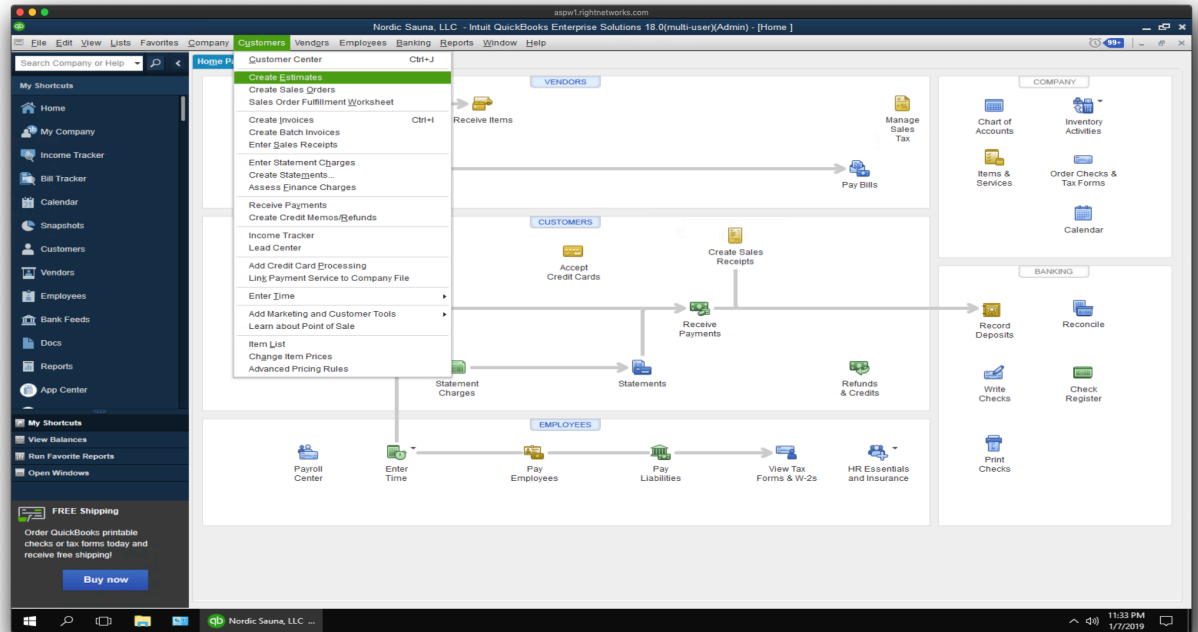 aspw1.rightnetworks.com
Nordic Sauna, LLC - Intuit QuickBooks Enterprise Solutions 18.0(multi-user)(Admin) - [Home ]
File Edit View Lists Favorites Company Customers Vendors Employees Banking Reports Window Help
99+
Search Company or Help
My Shortcuts
Home
My Company
Income Tracker
Bill Tracker
Calendar
Snapshots
Customers
Vendors
Employees
Bank Feeds
Docs
Reports
App Center
My Shortcuts
View Balances
Run Favorite Reports
Open Windows
FREE Shipping
Order QuickBooks printable
checks or tax forms today and
receive free shipping!
Buy now
Customer Center Ctrl+J
Create Estimates
Create Sales Orders
Sales Order Fulfillment Worksheet
Create Invoices Ctrl+I
Create Batch Invoices
Enter Sales Receipts
Enter Statement Charges
Create Statements...
Assess Finance Charges
Receive Payments
Create Credit Memos/Refunds
Income Tracker
Lead Center
Add Credit Card Processing
Link Payment Service to Company File
Enter Time
Add Marketing and Customer Tools
Learn about Point of Sale
Item List
Change Item Prices
Advanced Pricing Rules
VENDORS
Receive Items
Manage
Sales
Tax
Pay Bills
CUSTOMERS
Accept
Credit Cards
Create Sales
Receipts
Receive
Payments
Statement
Charges
Statements
Refunds
& Credits
EMPLOYEES
Payroll
Center
Enter
Time
Pay
Employees
Pay
Liabilities
View Tax
Forms & W-2s
HR Essentials
and Insurance
COMPANY
Chart of
Accounts
Inventory
Activities
Items &
Services
Order Checks &
Tax Forms
Calendar
BANKING
Record
Deposits
Reconcile
Write
Checks
Check
Register
Print
Checks
qb Nordic Sauna, LLC ...
11:33 PM
1/7/2019